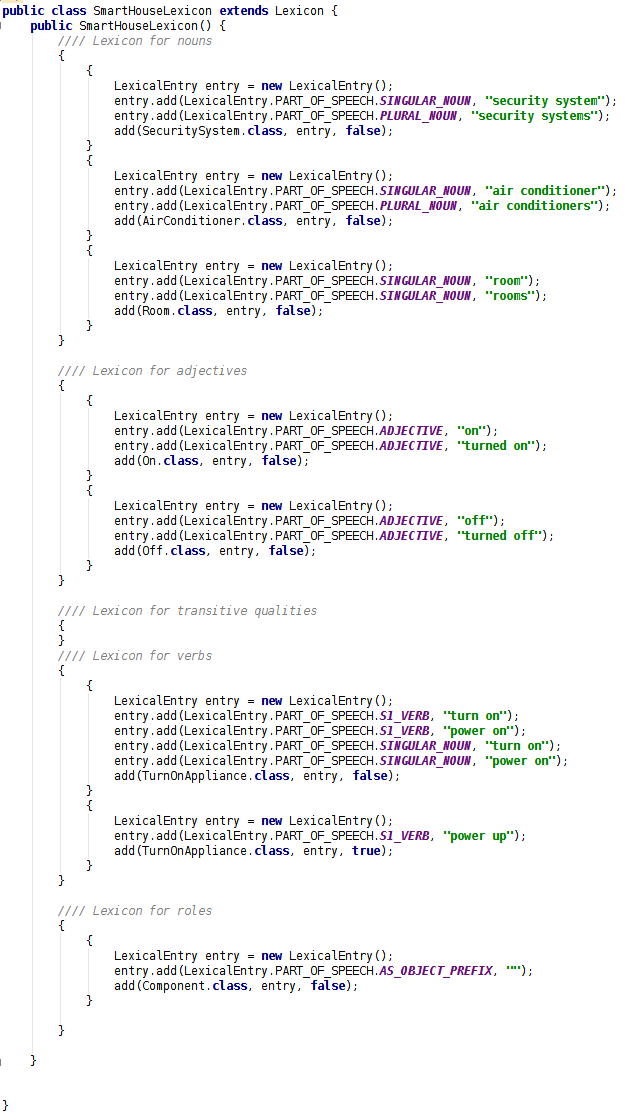 public class SmartHouseLexicon extends Lexicon {
    public SmartHouseLexicon() {
        //// Lexicon for nouns
        {
            {
                LexicalEntry entry = new LexicalEntry();
                entry.add(LexicalEntry.PART_OF_SPEECH.SINGULAR_NOUN, "security system");
                entry.add(LexicalEntry.PART_OF_SPEECH.PLURAL_NOUN, "security systems");
                add(SecuritySystem.class, entry, false);
            }
            {
                LexicalEntry entry = new LexicalEntry();
                entry.add(LexicalEntry.PART_OF_SPEECH.SINGULAR_NOUN, "air conditioner");
                entry.add(LexicalEntry.PART_OF_SPEECH.PLURAL_NOUN, "air conditioners");
                add(AirConditioner.class, entry, false);
            }
            {
                LexicalEntry entry = new LexicalEntry();
                entry.add(LexicalEntry.PART_OF_SPEECH.SINGULAR_NOUN, "room");
                entry.add(LexicalEntry.PART_OF_SPEECH.SINGULAR_NOUN, "rooms");
                add(Room.class, entry, false);
            }
        }

        //// Lexicon for adjectives
        {
            {
                LexicalEntry entry = new LexicalEntry();
                entry.add(LexicalEntry.PART_OF_SPEECH.ADJECTIVE, "on");
                entry.add(LexicalEntry.PART_OF_SPEECH.ADJECTIVE, "turned on");
                add(On.class, entry, false);
            }
            {
                LexicalEntry entry = new LexicalEntry();
                entry.add(LexicalEntry.PART_OF_SPEECH.ADJECTIVE, "off");
                entry.add(LexicalEntry.PART_OF_SPEECH.ADJECTIVE, "turned off");
                add(Off.class, entry, false);
            }
        }

        //// Lexicon for transitive qualities
        {
        }
        //// Lexicon for verbs
        {
            {
                LexicalEntry entry = new LexicalEntry();
                entry.add(LexicalEntry.PART_OF_SPEECH.S1_VERB, "turn on");
                entry.add(LexicalEntry.PART_OF_SPEECH.S1_VERB, "power on");
                entry.add(LexicalEntry.PART_OF_SPEECH.SINGULAR_NOUN, "turn on");
                entry.add(LexicalEntry.PART_OF_SPEECH.SINGULAR_NOUN, "power on");
                add(TurnOnAppliance.class, entry, false);
            }
            {
                LexicalEntry entry = new LexicalEntry();
                entry.add(LexicalEntry.PART_OF_SPEECH.S1_VERB, "power up");
                add(TurnOnAppliance.class, entry, true);
            }
        }

        //// Lexicon for roles
        {
            {
                LexicalEntry entry = new LexicalEntry();
                entry.add(LexicalEntry.PART_OF_SPEECH.AS_OBJECT_PREFIX, "");
                add(Component.class, entry, false);
            }

        }

    }


}